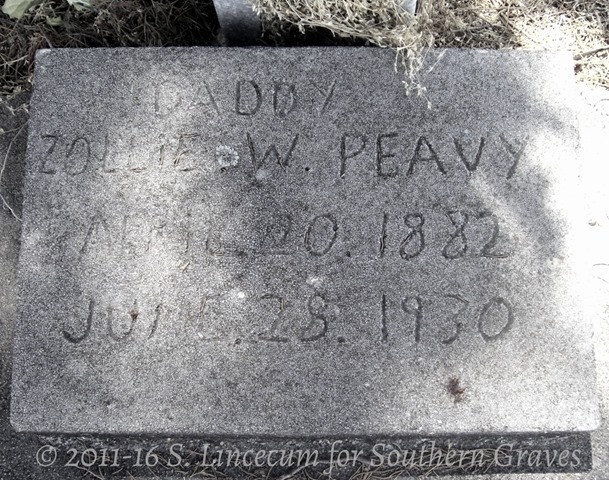 DADDY
ZOLLIE . W. PEAVY
APRIL. 20. 1882
JUNE. 28. 1930
© 2011-16 S. Lincecum for Southern Graves